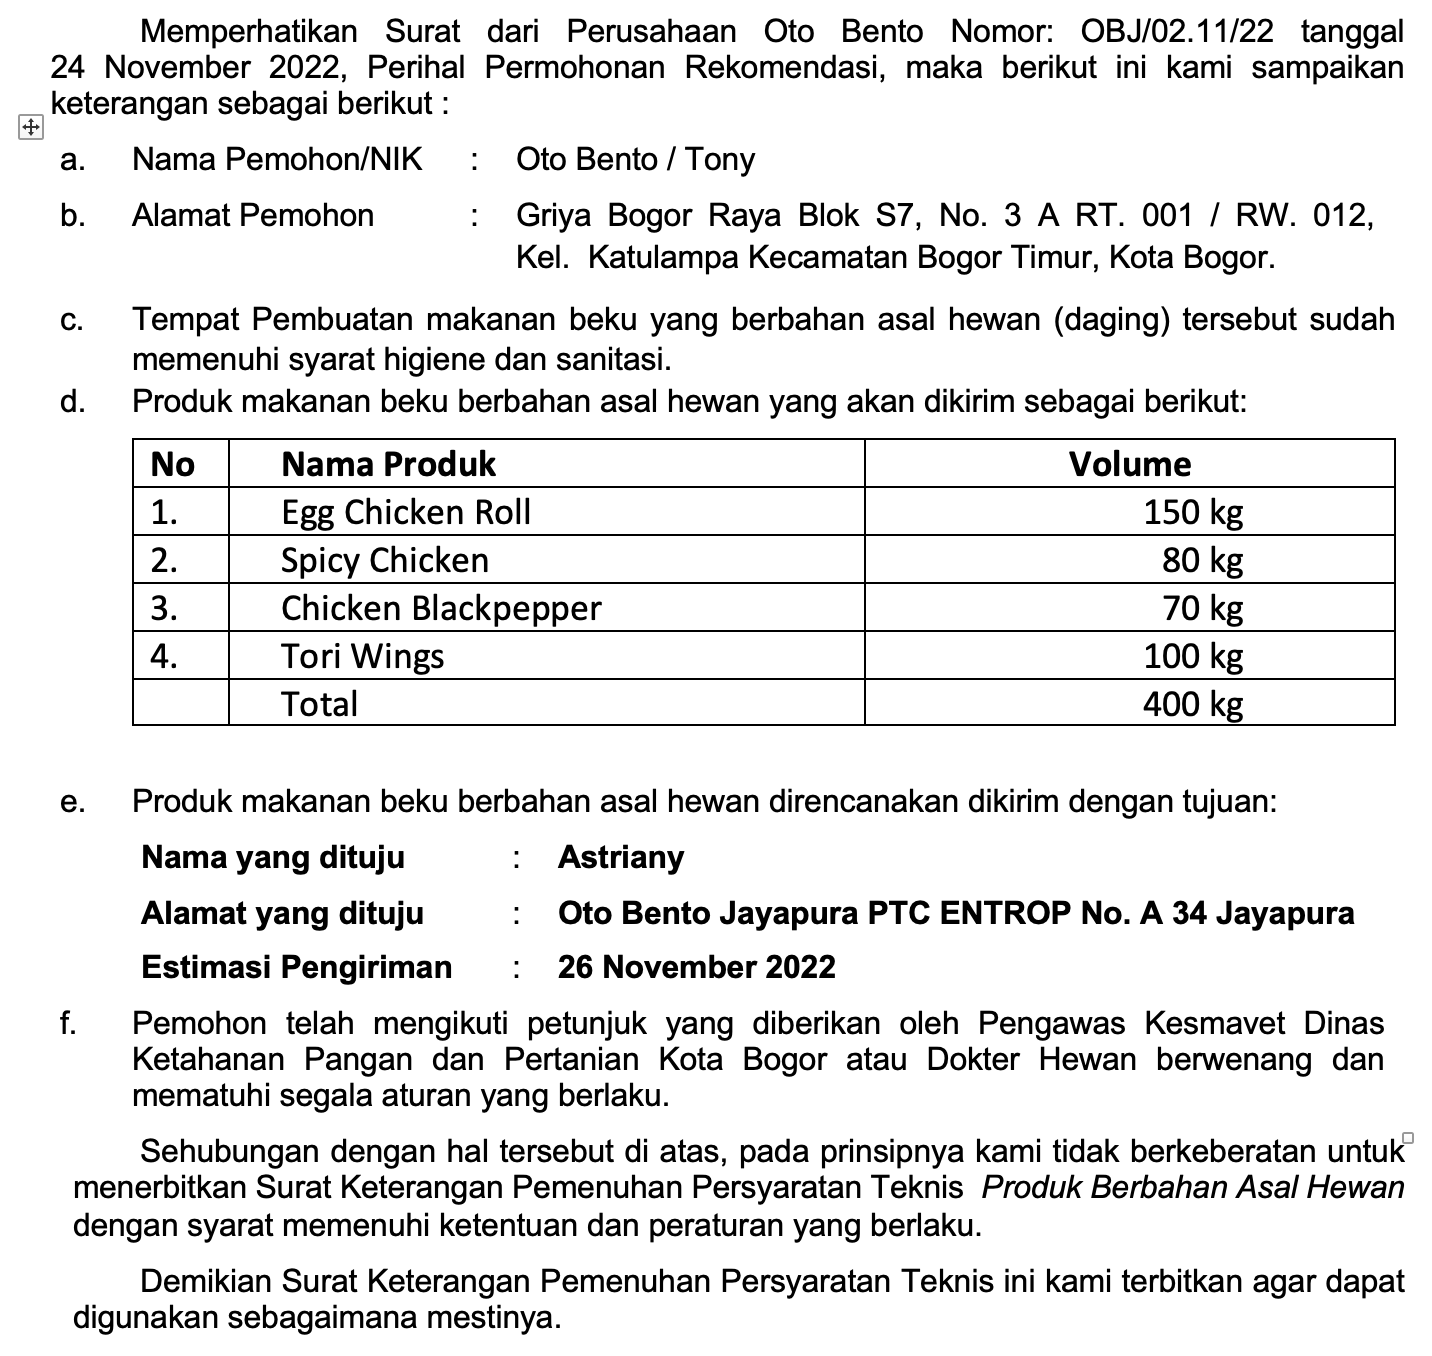 Memperhatikan Surat dari Perusahaan Oto Bento Nomor: OBJ/02.11/22 tanggal
24 November 2022, Perihal Permohonan Rekomendasi, maka berikut ini kami sampaikan
keterangan sebagai berikut :
a. Nama Pemohon/NIK : Oto Bento / Tony
b. Alamat Pemohon : Griya Bogor Raya Blok S7, No. 3 A RT. 001 / RW. 012,
Kel. Katulampa Kecamatan Bogor Timur, Kota Bogor.
c. Tempat Pembuatan makanan beku yang berbahan asal hewan (daging) tersebut sudah
memenuhi syarat higiene dan sanitasi.
d. Produk makanan beku berbahan asal hewan yang akan dikirim sebagai berikut:
No Nama Produk Volume
1. Egg Chicken Roll 150 kg
2. Spicy Chicken 80 kg
3. Chicken Blackpepper 70 kg
4. Tori Wings 100 kg
Total 400 kg
e. Produk makanan beku berbahan asal hewan direncanakan dikirim dengan tujuan:
Nama yang dituju : Astriany
Alamat yang dituju : Oto Bento Jayapura PTC ENTROP No. A 34 Jayapura
Estimasi Pengiriman : 26 November 2022
f. Pemohon telah mengikuti petunjuk yang diberikan oleh Pengawas Kesmavet Dinas
Ketahanan Pangan dan Pertanian Kota Bogor atau Dokter Hewan berwenang dan
mematuhi segala aturan yang berlaku.
Sehubungan dengan hal tersebut di atas, pada prinsipnya kami tidak berkeberatan untuk
menerbitkan Surat Keterangan Pemenuhan Persyaratan Teknis Produk Berbahan Asal Hewan
dengan syarat memenuhi ketentuan dan peraturan yang berlaku.
Demikian Surat Keterangan Pemenuhan Persyaratan Teknis ini kami terbitkan agar dapat
digunakan sebagaimana mestinya.